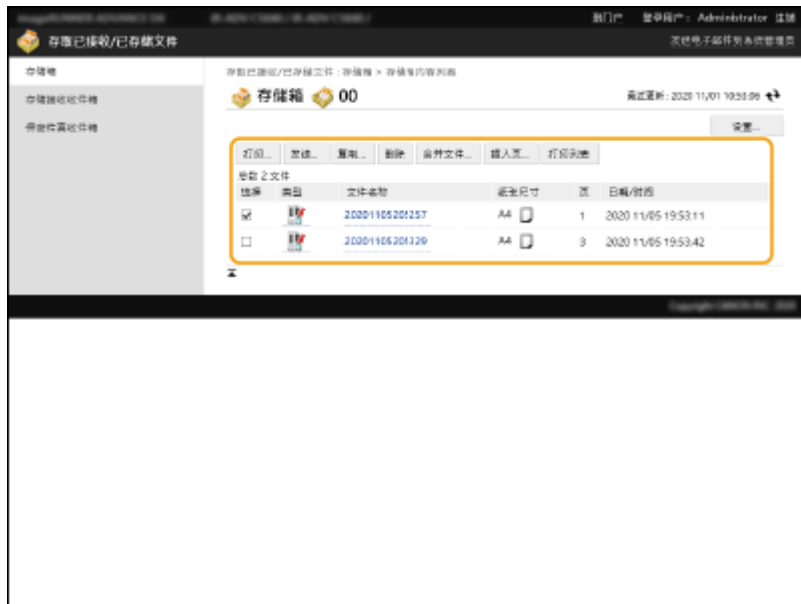 到门户 登录用户: Administrator 注销
存取已接收/已存储文件
发送电子邮件到系统管理员
存储箱
存储接收收件箱
保密传真收件箱
存取已接收/已存储文件 : 存储箱 > 存储箱内容列表
存储箱 00
最近更新 : 2020 11/01 10:53:06
设置...
打印... 发送... 复制... 删除 合并文件... 插入页... 打印列表
总数 2 文件
选择 类型 文件名称 纸张尺寸 页 日期/时间
20201105205257 A4 1 2020 11/05 19:53:11
20201105205329 A4 3 2020 11/05 19:53:42